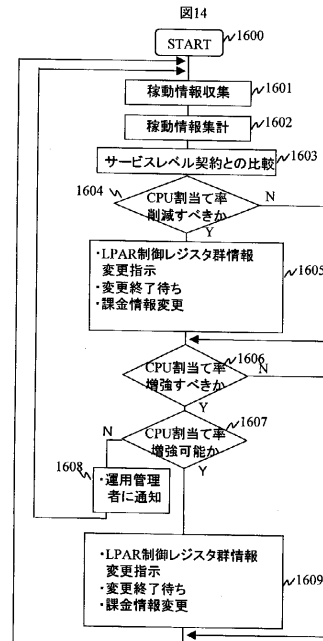 図14
START
1600
稼動情報収集
1601
稼動情報集計
1602
サービスレベル契約との比較
1603
1604
CPU割当て率
削減すべきか
N
Y
・LPAR制御レジスタ群情報
変更指示
・変更終了待ち
・課金情報変更
1605
CPU割当て率
増強すべきか
1606
N
Y
CPU割当て率
増強可能か
1607
N
Y
1608
・運用管理
者に通知
・LPAR制御レジスタ群情報
変更指示
・変更終了待ち
・課金情報変更
1609